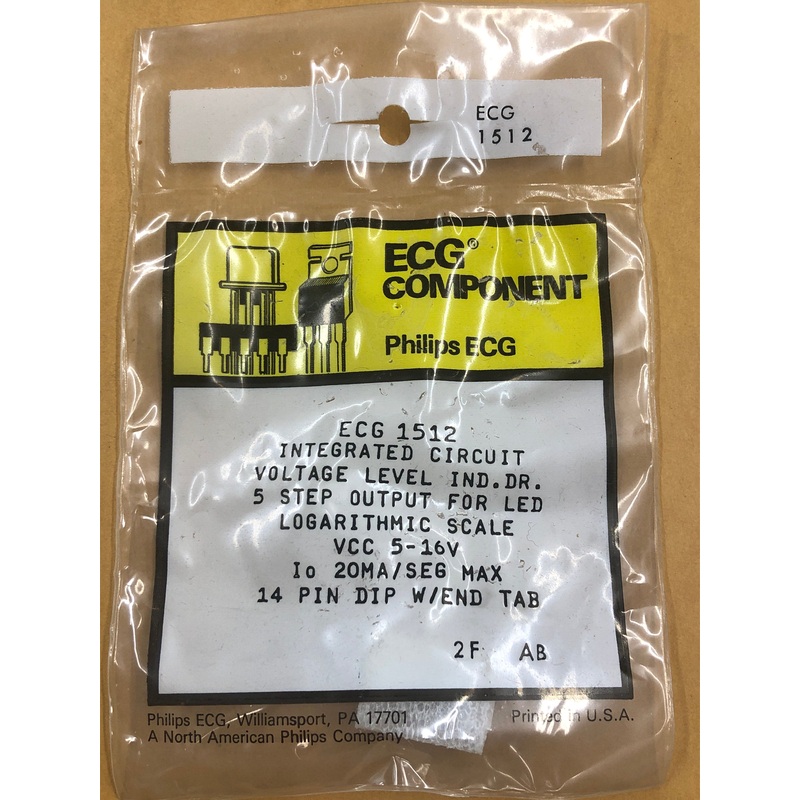 ECG
1512
ECG®
COMPONENT
Philips ECG
ECG 1512
INTEGRATED CIRCUIT
VOLTAGE LEVEL IND.DR.
5 STEP OUTPUT FOR LED
LOGARITHMIC SCALE
VCC 5-16V
Io 20MA/SEG MAX
14 PIN DIP W/END TAB
2F AB
Philips ECG, Williamsport, PA 17701
A North American Philips Company
Printed in U.S.A.